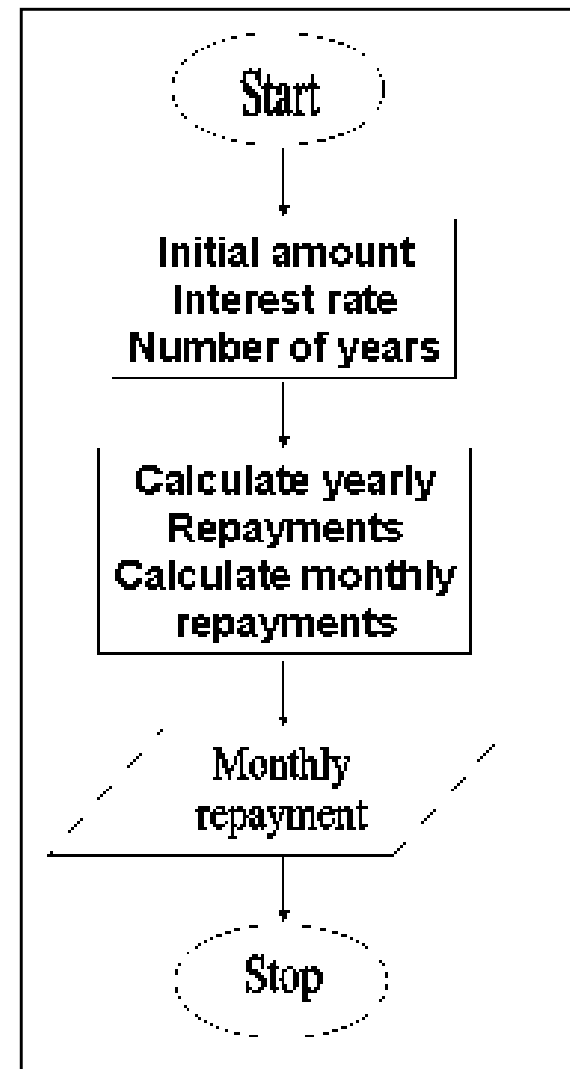 Start
Initial amount
Interest rate
Number of years
Calculate yearly
Repayments
Calculate monthly
repayments
Monthly
repayment
Stop